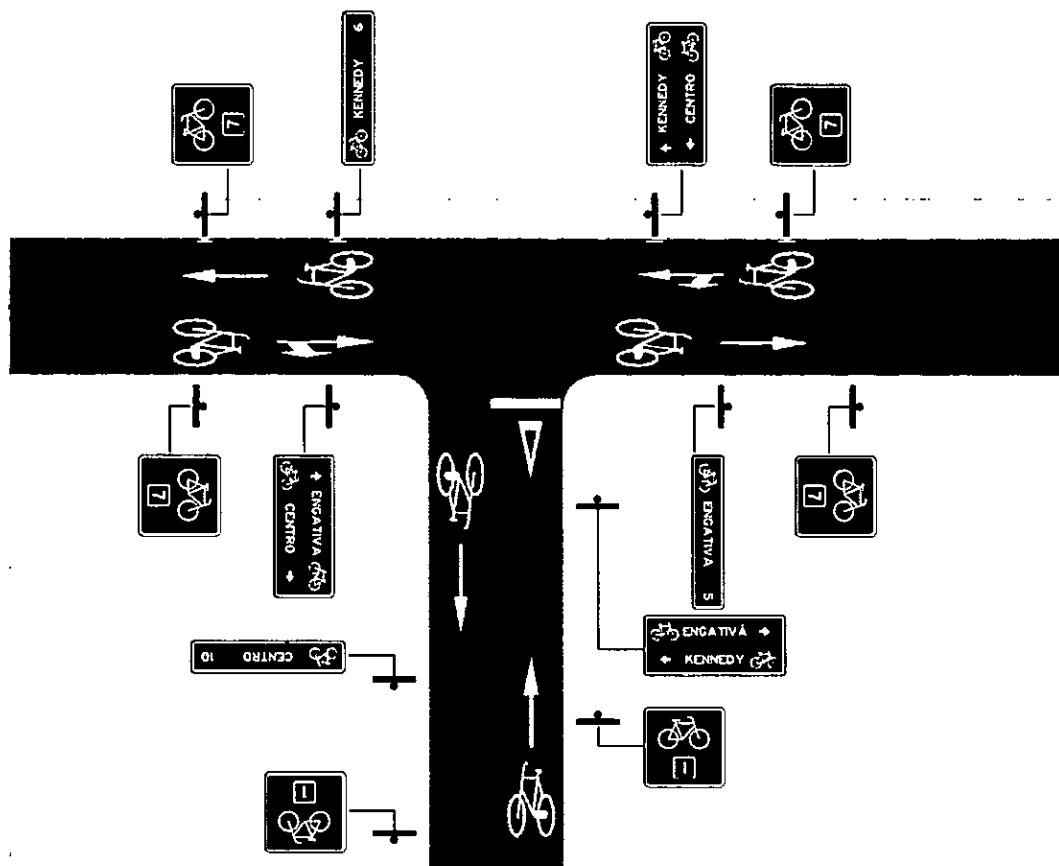 7
KENNEDY 6
KENNEDY
CENTRO
7
7
ENGATIVA
CENTRO
ENGATIVA 5
7
CENTRO 10
ENGATIVÁ
KENNEDY
1
1